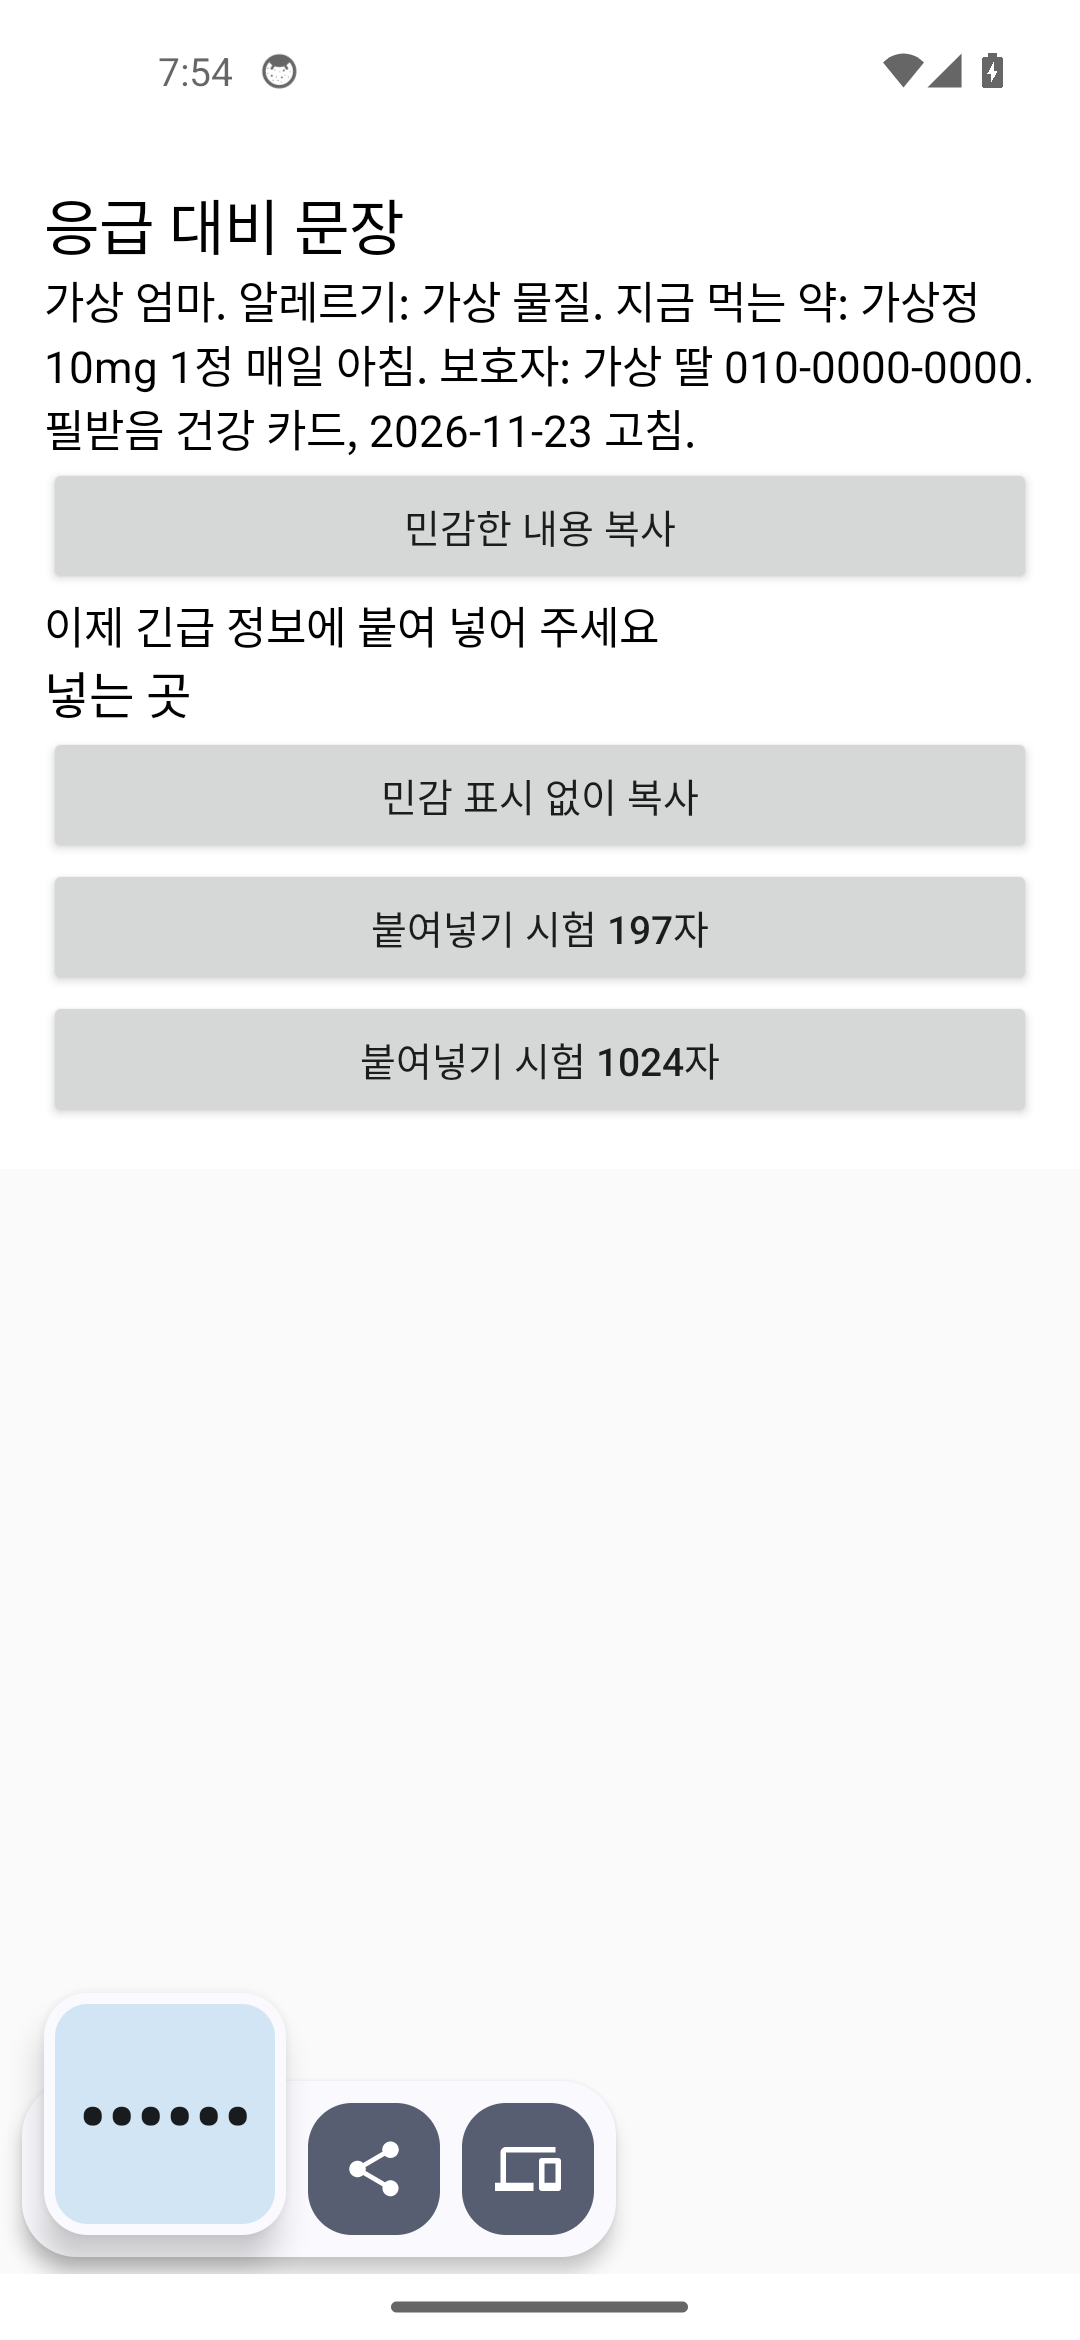 7:54
응급 대비 문장
가상 엄마. 알레르기: 가상 물질. 지금 먹는 약: 가상정
10mg 1정 매일 아침. 보호자: 가상 딸 010-0000-0000.
필받음 건강 카드, 2026-11-23 고침.
민감한 내용 복사
이제 긴급 정보에 붙여 넣어 주세요
넣는 곳
민감 표시 없이 복사
붙여넣기 시험 197자
붙여넣기 시험 1024자
••••••